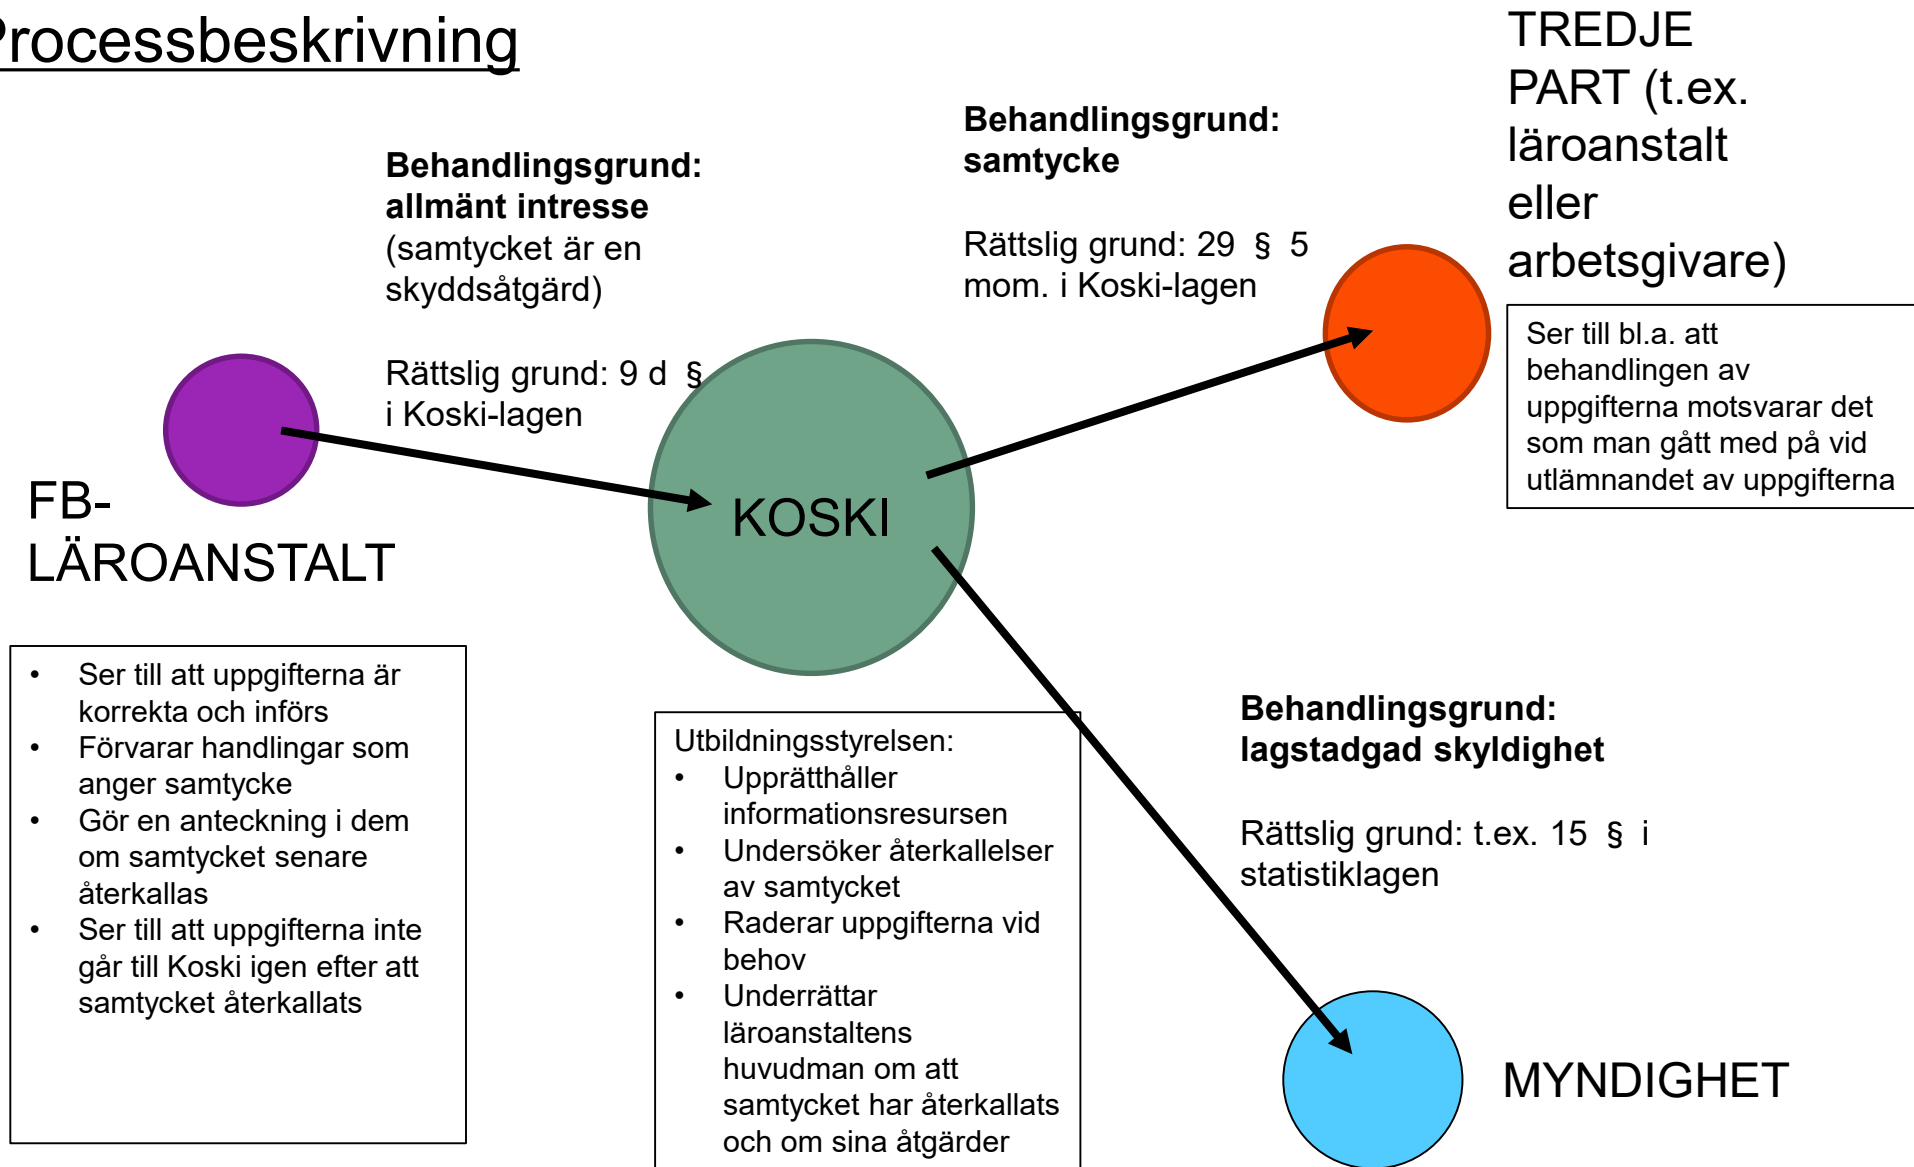 Processbeskrivning
TREDJE
PART (t.ex.
läroanstalt
eller
arbetsgivare)
Behandlingsgrund:
allmänt intresse
(samtycket är en
skyddsåtgärd)
Rättslig grund: 9 d §
i Koski-lagen
Behandlingsgrund:
samtycke
Rättslig grund: 29 § 5
mom. i Koski-lagen
Ser till bl.a. att
behandlingen av
uppgifterna motsvarar det
som man gått med på vid
utlämnandet av uppgifterna
FB-
LÄROANSTALT
KOSKI
• Ser till att uppgifterna är
korrekta och införs
• Förvarar handlingar som
anger samtycke
• Gör en anteckning i dem
om samtycket senare
återkallas
• Ser till att uppgifterna inte
går till Koski igen efter att
samtycket återkallats
Utbildningsstyrelsen:
• Upprätthåller
informationsresursen
• Undersöker återkallelser
av samtycket
• Raderar uppgifterna vid
behov
• Underrättar
läroanstaltens
huvudman om att
samtycket har återkallats
och om sina åtgärder
Behandlingsgrund:
lagstadgad skyldighet
Rättslig grund: t.ex. 15 § i
statistiklagen
MYNDIGHET